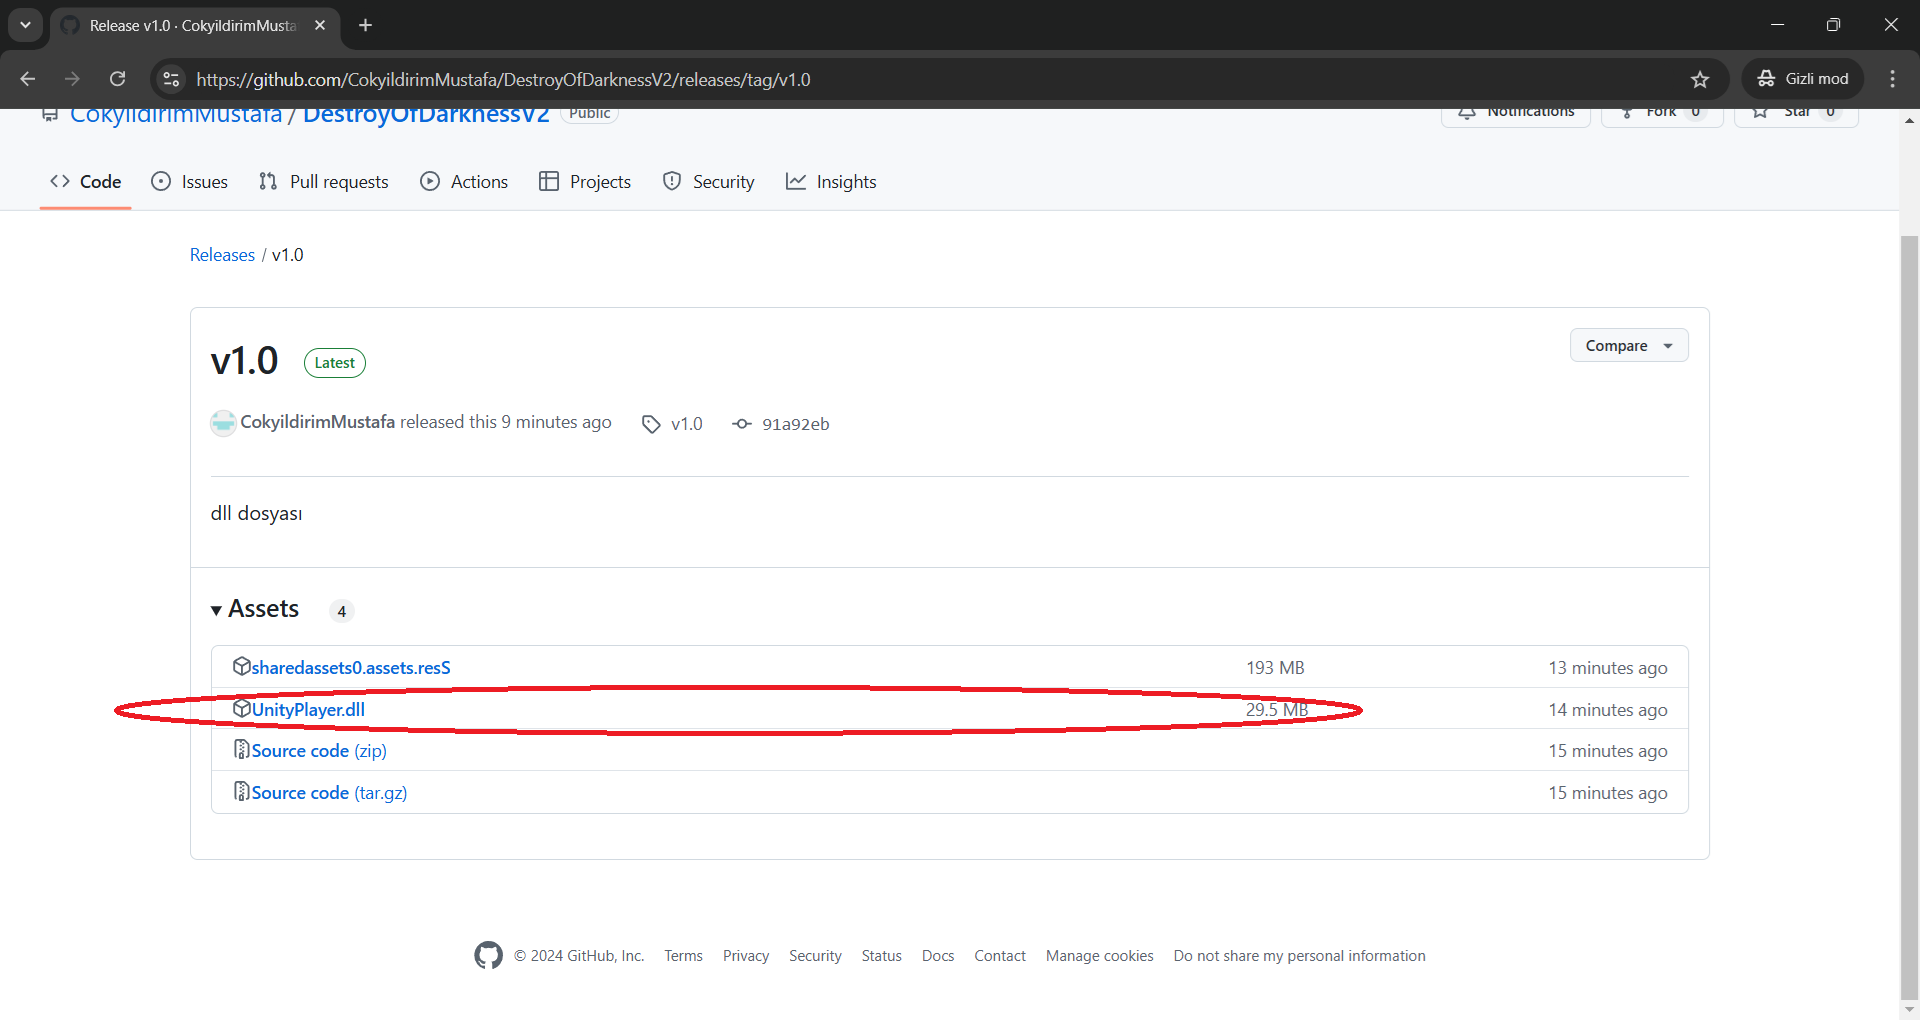 Release v1.0 · CokyildirimMusta
https://github.com/CokyildirimMustafa/DestroyOfDarknessV2/releases/tag/v1.0
Gizli mod
CokyildirimMustafa / DestroyOfDarknessV2 Public
Notifications Fork 0 Star 0
Code Issues Pull requests Actions Projects Security Insights
Releases / v1.0
v1.0 Latest
Compare
CokyildirimMustafa released this 9 minutes ago v1.0 91a92eb
dll dosyası
Assets 4
sharedassets0.assets.resS 193 MB 13 minutes ago
UnityPlayer.dll 29.5 MB 14 minutes ago
Source code (zip) 15 minutes ago
Source code (tar.gz) 15 minutes ago
© 2024 GitHub, Inc. Terms Privacy Security Status Docs Contact Manage cookies Do not share my personal information